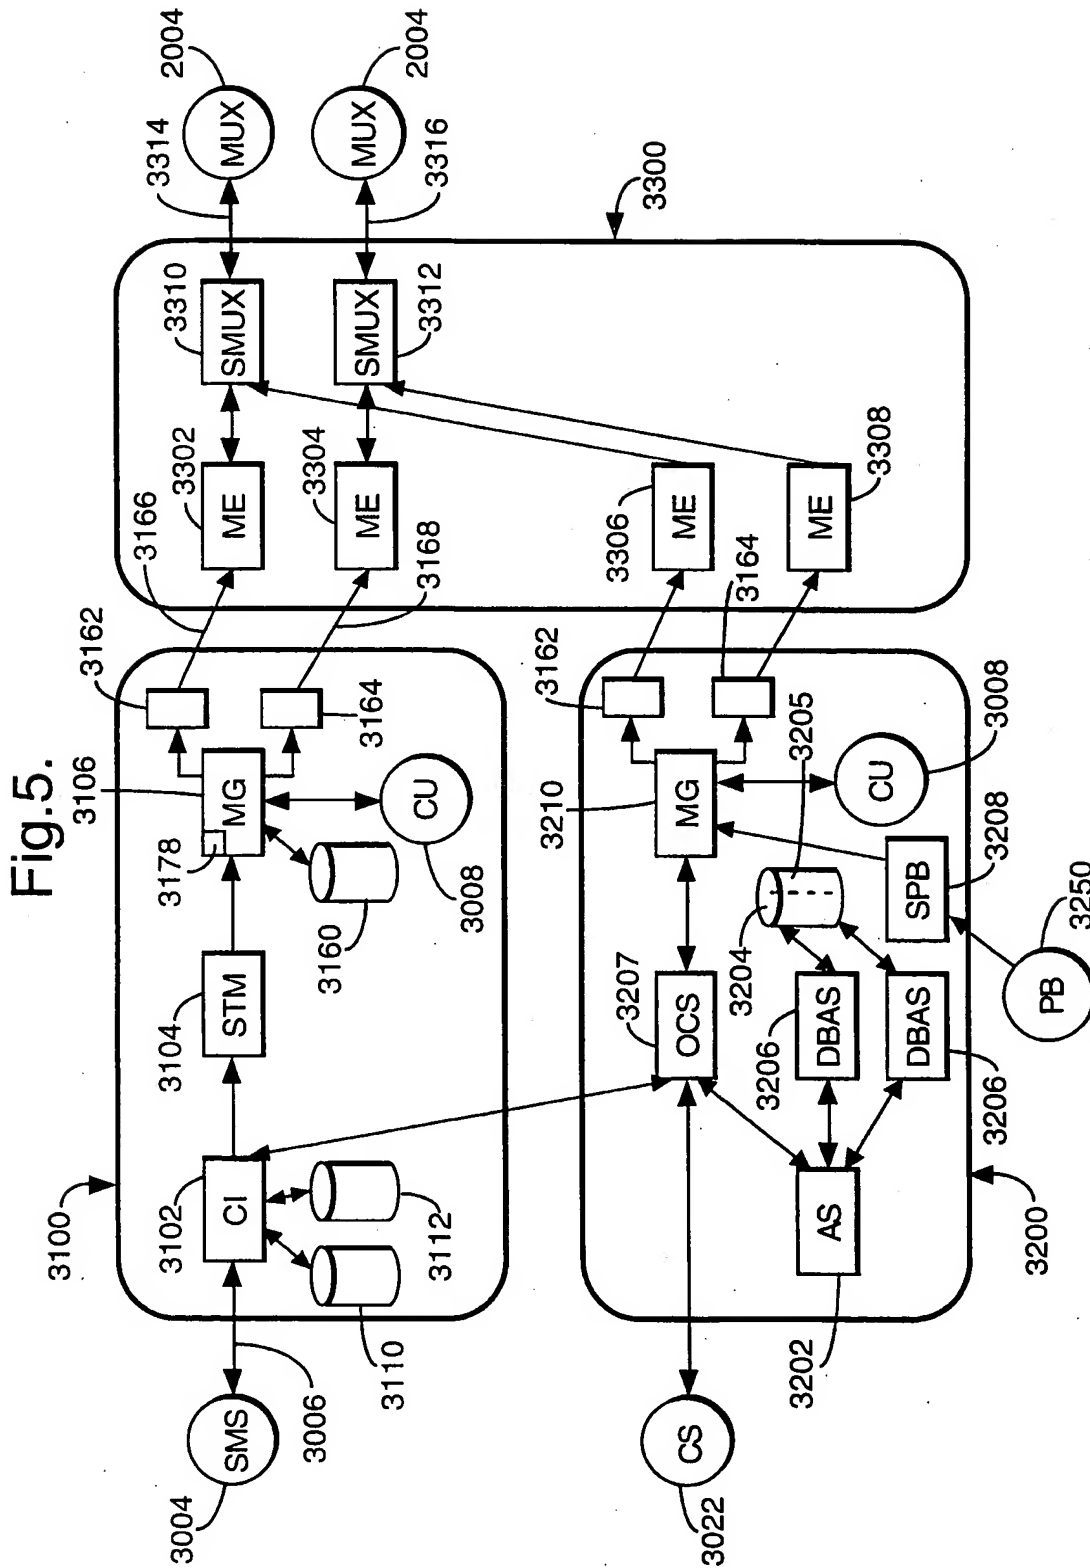 Fig.5.
3100
3102
3104
3178
3106
3162
3166
3302
3310
3314
2004
SMS
CI
STM
MG
ME
SMUX
MUX
3004
3006
3110
3112
3160
CU
3008
3164
3168
3304
ME
SMUX
3312
3316
MUX
2004
3300
CS
3022
OCS
3207
MG
3210
3162
3306
ME
3164
ME
3308
3204
3205
3206
DBAS
AS
3202
DBAS
3206
SPB
3208
CU
3008
3200
PB
3250